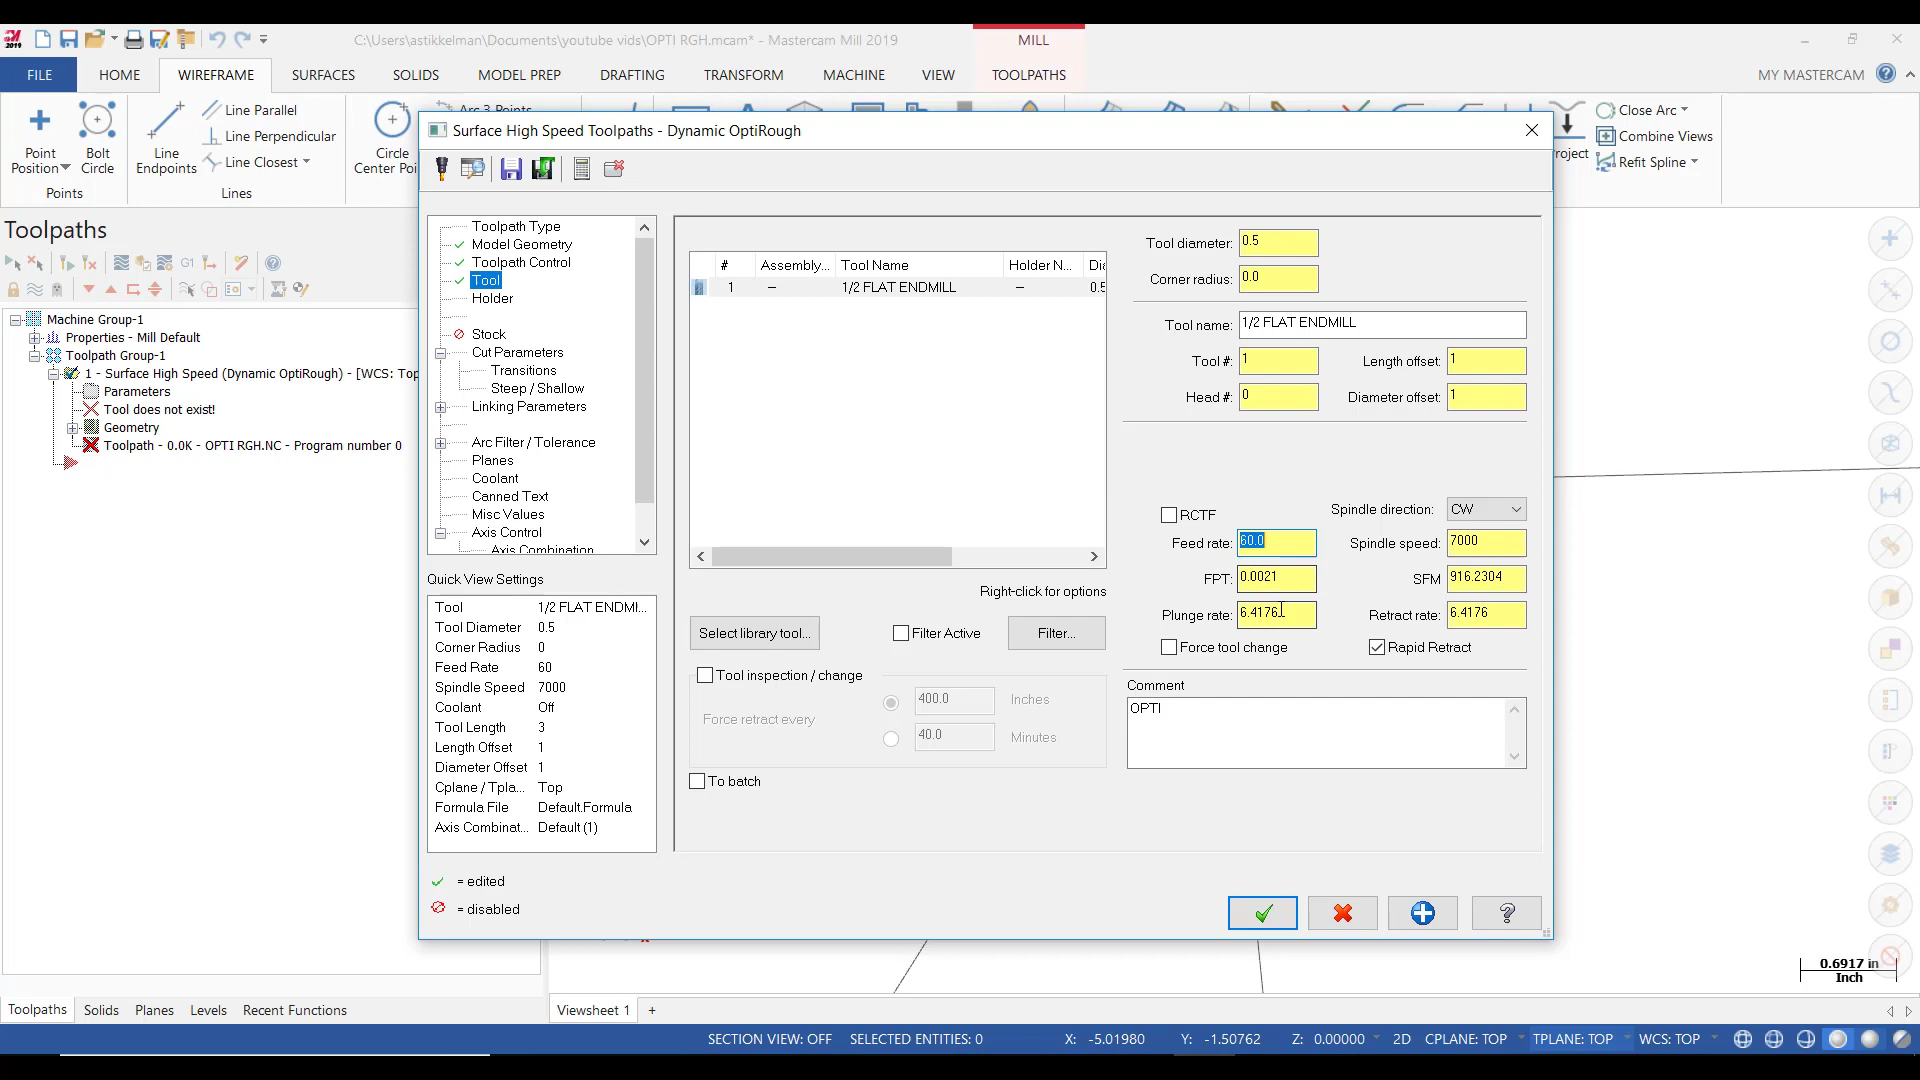 2019
C:\Users\astikkelman\Documents\youtube vids\OPTI RGH.mcam* - Mastercam Mill 2019
MILL
FILE
HOME
WIREFRAME
SURFACES
SOLIDS
MODEL PREP
DRAFTING
TRANSFORM
MACHINE
VIEW
TOOLPATHS
MY MASTERCAM
Point
Position
Bolt
Circle
Points
Line
Endpoints
Line Parallel
Line Perpendicular
Line Closest
Lines
Circle
Center Poi
Arc 3 Points
Project
Close Arc
Combine Views
Refit Spline
Surface High Speed Toolpaths - Dynamic OptiRough
Toolpaths
G1
Machine Group-1
Properties - Mill Default
Toolpath Group-1
1 - Surface High Speed (Dynamic OptiRough) - [WCS: Top
Parameters
Tool does not exist!
Geometry
Toolpath - 0.0K - OPTI RGH.NC - Program number 0
Toolpath Type
Model Geometry
Toolpath Control
Tool
Holder
Stock
Cut Parameters
Transitions
Steep / Shallow
Linking Parameters
Arc Filter / Tolerance
Planes
Coolant
Canned Text
Misc Values
Axis Control
Axis Combination
Quick View Settings
Tool 1/2 FLAT ENDMI...
Tool Diameter 0.5
Corner Radius 0
Feed Rate 60
Spindle Speed 7000
Coolant Off
Tool Length 3
Length Offset 1
Diameter Offset 1
Cplane / Tpla... Top
Formula File Default.Formula
Axis Combinat... Default (1)
= edited
= disabled
# Assembly... Tool Name Holder N... Dia
1 – 1/2 FLAT ENDMILL – 0.5
Right-click for options
Select library tool...
Filter Active
Filter...
Tool inspection / change
Force retract every
400.0 Inches
40.0 Minutes
To batch
Tool diameter: 0.5
Corner radius: 0.0
Tool name: 1/2 FLAT ENDMILL
Tool #: 1 Length offset: 1
Head #: 0 Diameter offset: 1
RCTF Spindle direction: CW
Feed rate: 60.0 Spindle speed: 7000
FPT: 0.0021 SFM 916.2304
Plunge rate: 6.4176 Retract rate: 6.4176
Force tool change Rapid Retract
Comment
OPTI
0.6917 in
Inch
Toolpaths Solids Planes Levels Recent Functions
Viewsheet 1 +
SECTION VIEW: OFF SELECTED ENTITIES: 0 X: -5.01980 Y: -1.50762 Z: 0.00000 2D CPLANE: TOP TPLANE: TOP WCS: TOP